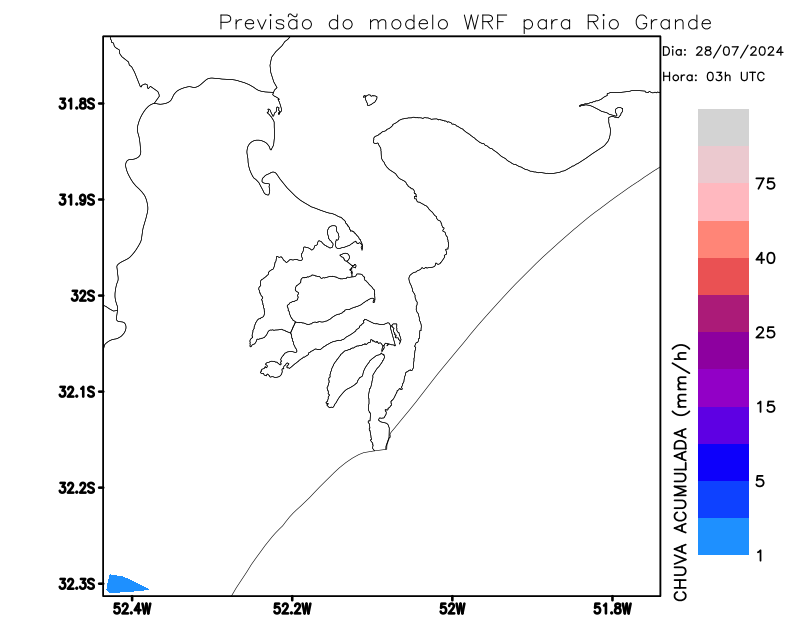 Previsão do modelo WRF para Rio Grande
Dia: 28/07/2024
Hora: 03h UTC
31.8S
31.9S
32S
32.1S
32.2S
32.3S
52.4W
52.2W
52W
51.8W
CHUVA ACUMULADA (mm/h)
75
40
25
15
5
1